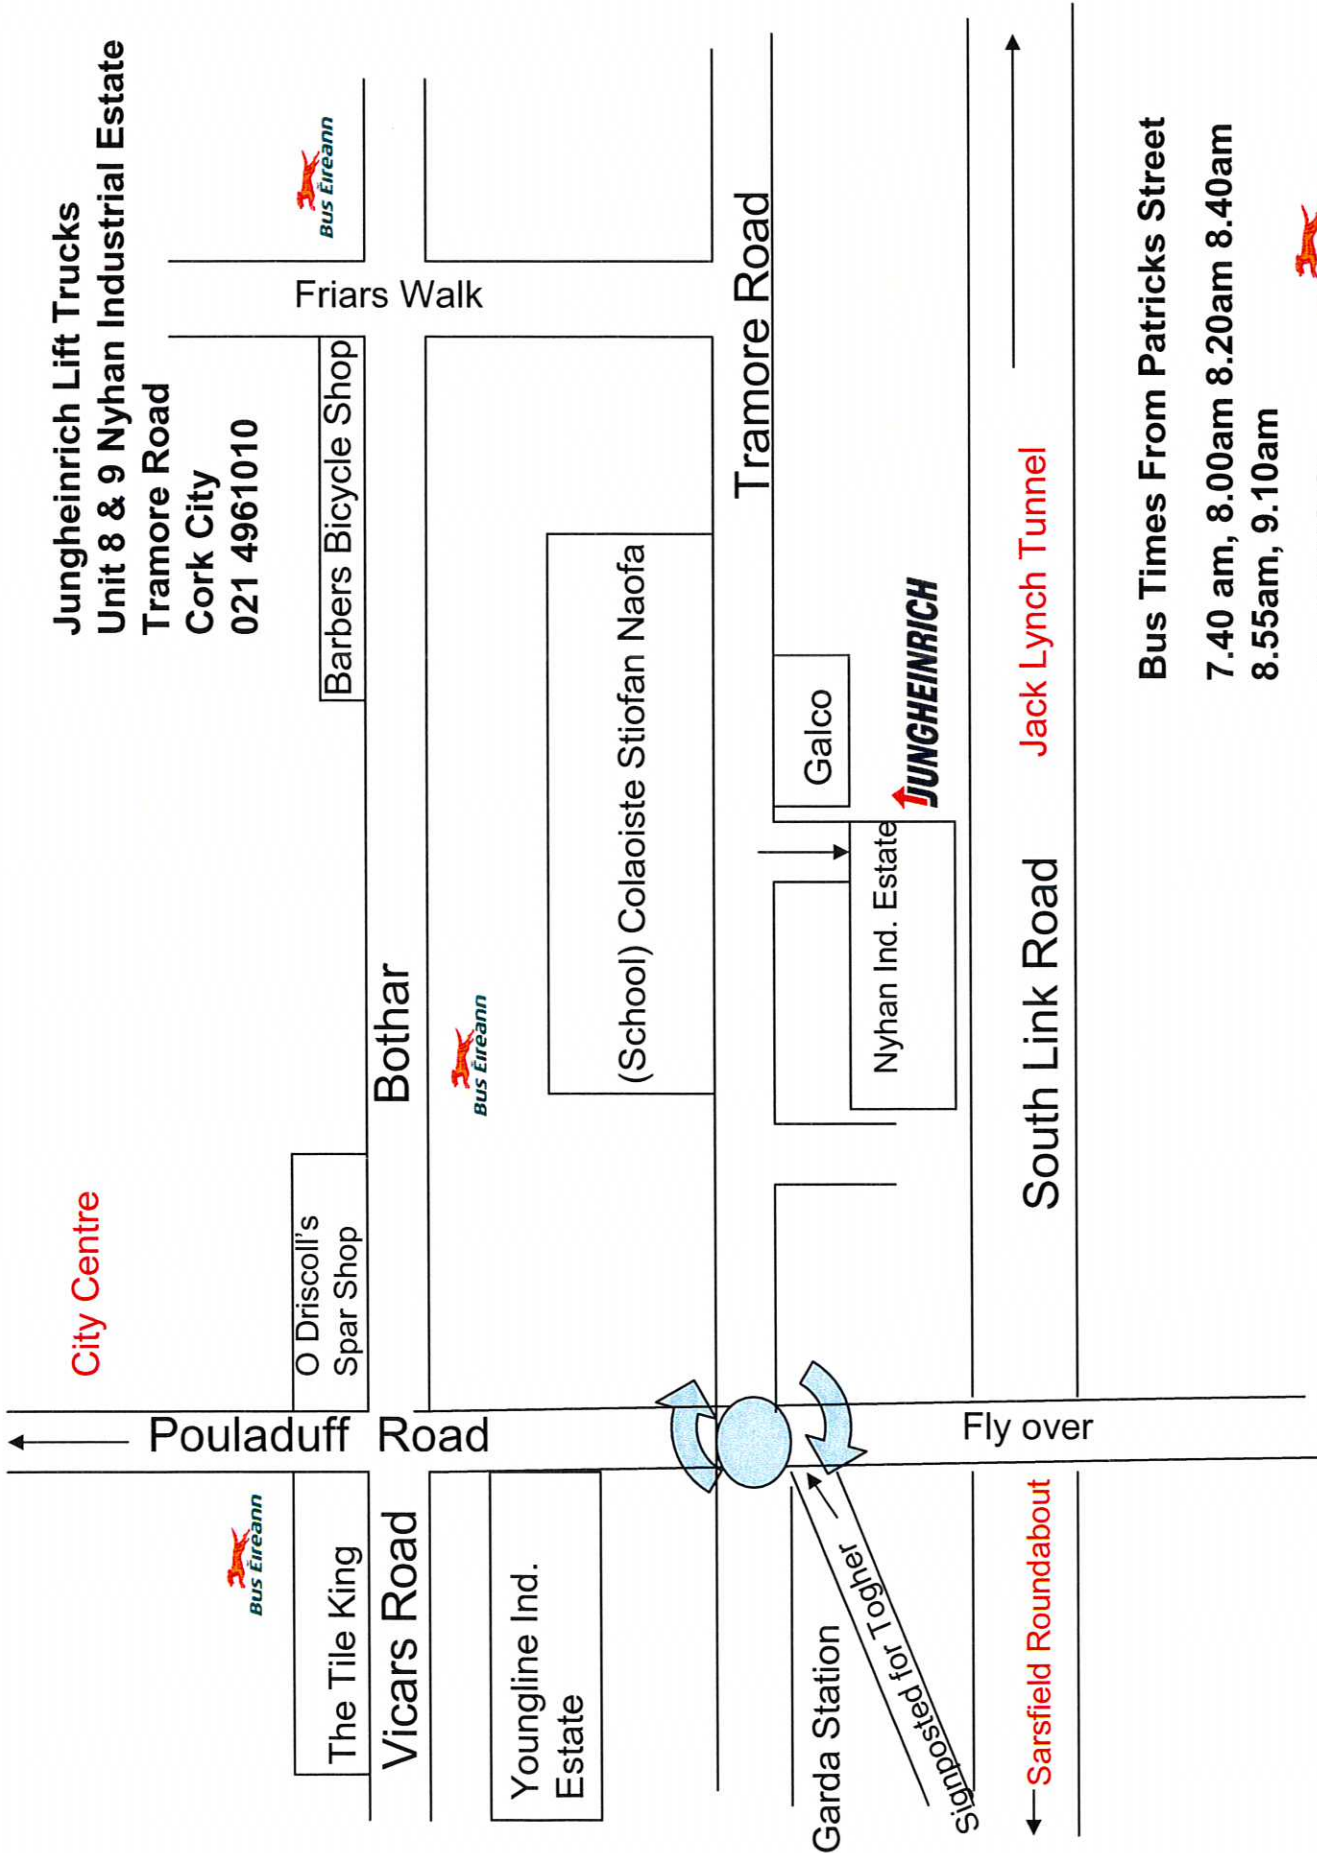 Jungheinrich Lift Trucks
Unit 8 & 9 Nyhan Industrial Estate
Tramore Road
Cork City
021 4961010
City Centre
Bus Éireann
Bus Éireann
Pouladuff Road
The Tile King
O Driscoll's
Spar Shop
Barbers Bicycle Shop
Friars Walk
Vicars Road
Bothar
Bus Éireann
Youngline Ind.
Estate
(School) Colaoiste Stiofan Naofa
Tramore Road
Garda Station
Signposted for Togher
Galco
Nyhan Ind. Estate
JUNGHEINRICH
Fly over
Sarsfield Roundabout
South Link Road
Jack Lynch Tunnel
Bus Times From Patricks Street
7.40 am, 8.00am 8.20am 8.40am
8.55am, 9.10am